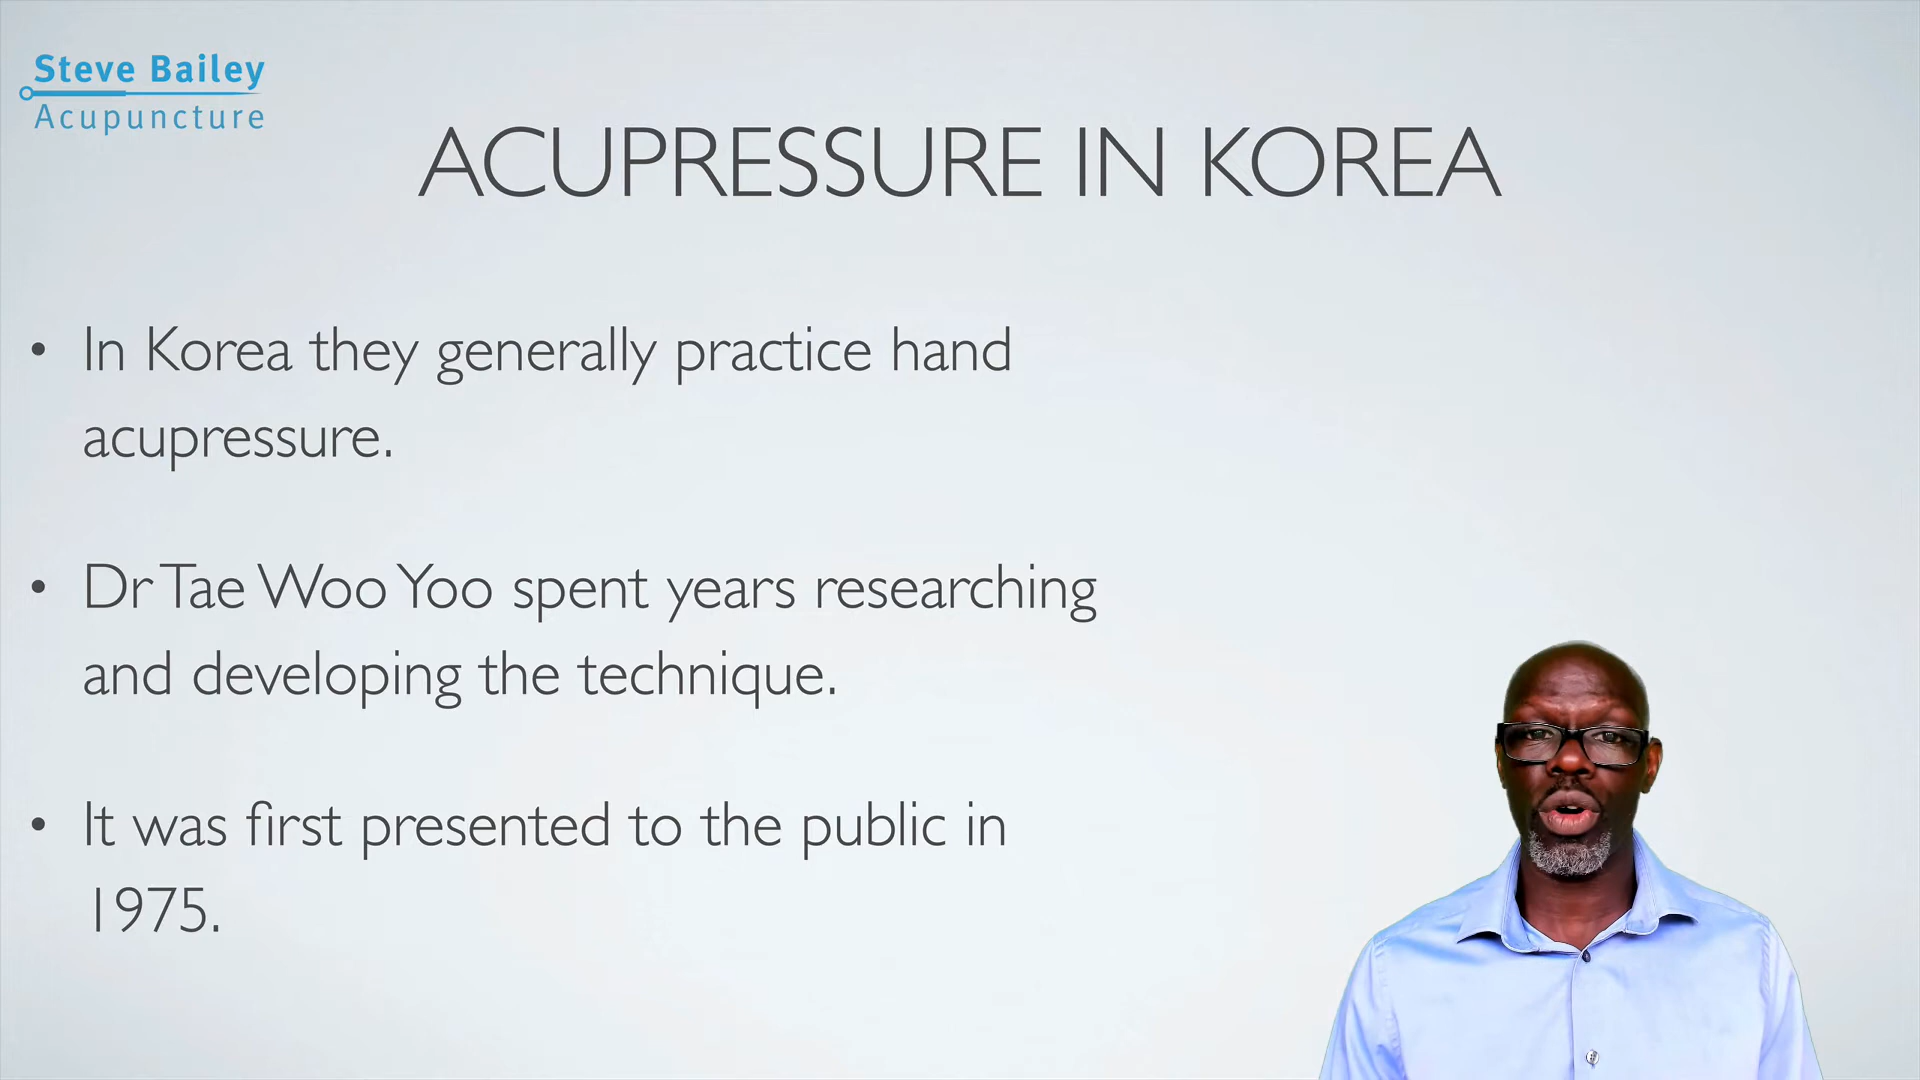 Steve Bailey
Acupuncture
ACUPRESSURE IN KOREA
• In Korea they generally practice hand
acupressure.
• Dr Tae Woo Yoo spent years researching
and developing the technique.
• It was first presented to the public in
1975.